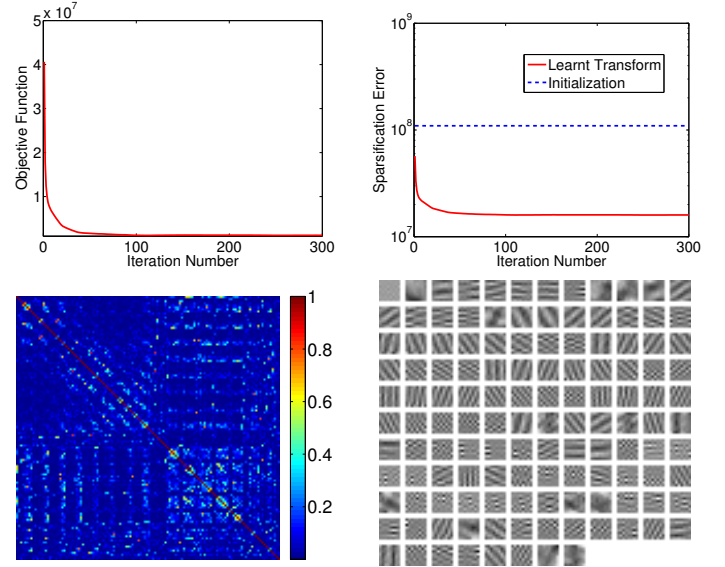 5 x 10^7
4
3
2
1
0 100 200 300
Objective Function
Iteration Number
10^9
10^8
10^7
0 100 200 300
Sparsification Error
Iteration Number
Learnt Transform
Initialization
1
0.8
0.6
0.4
0.2